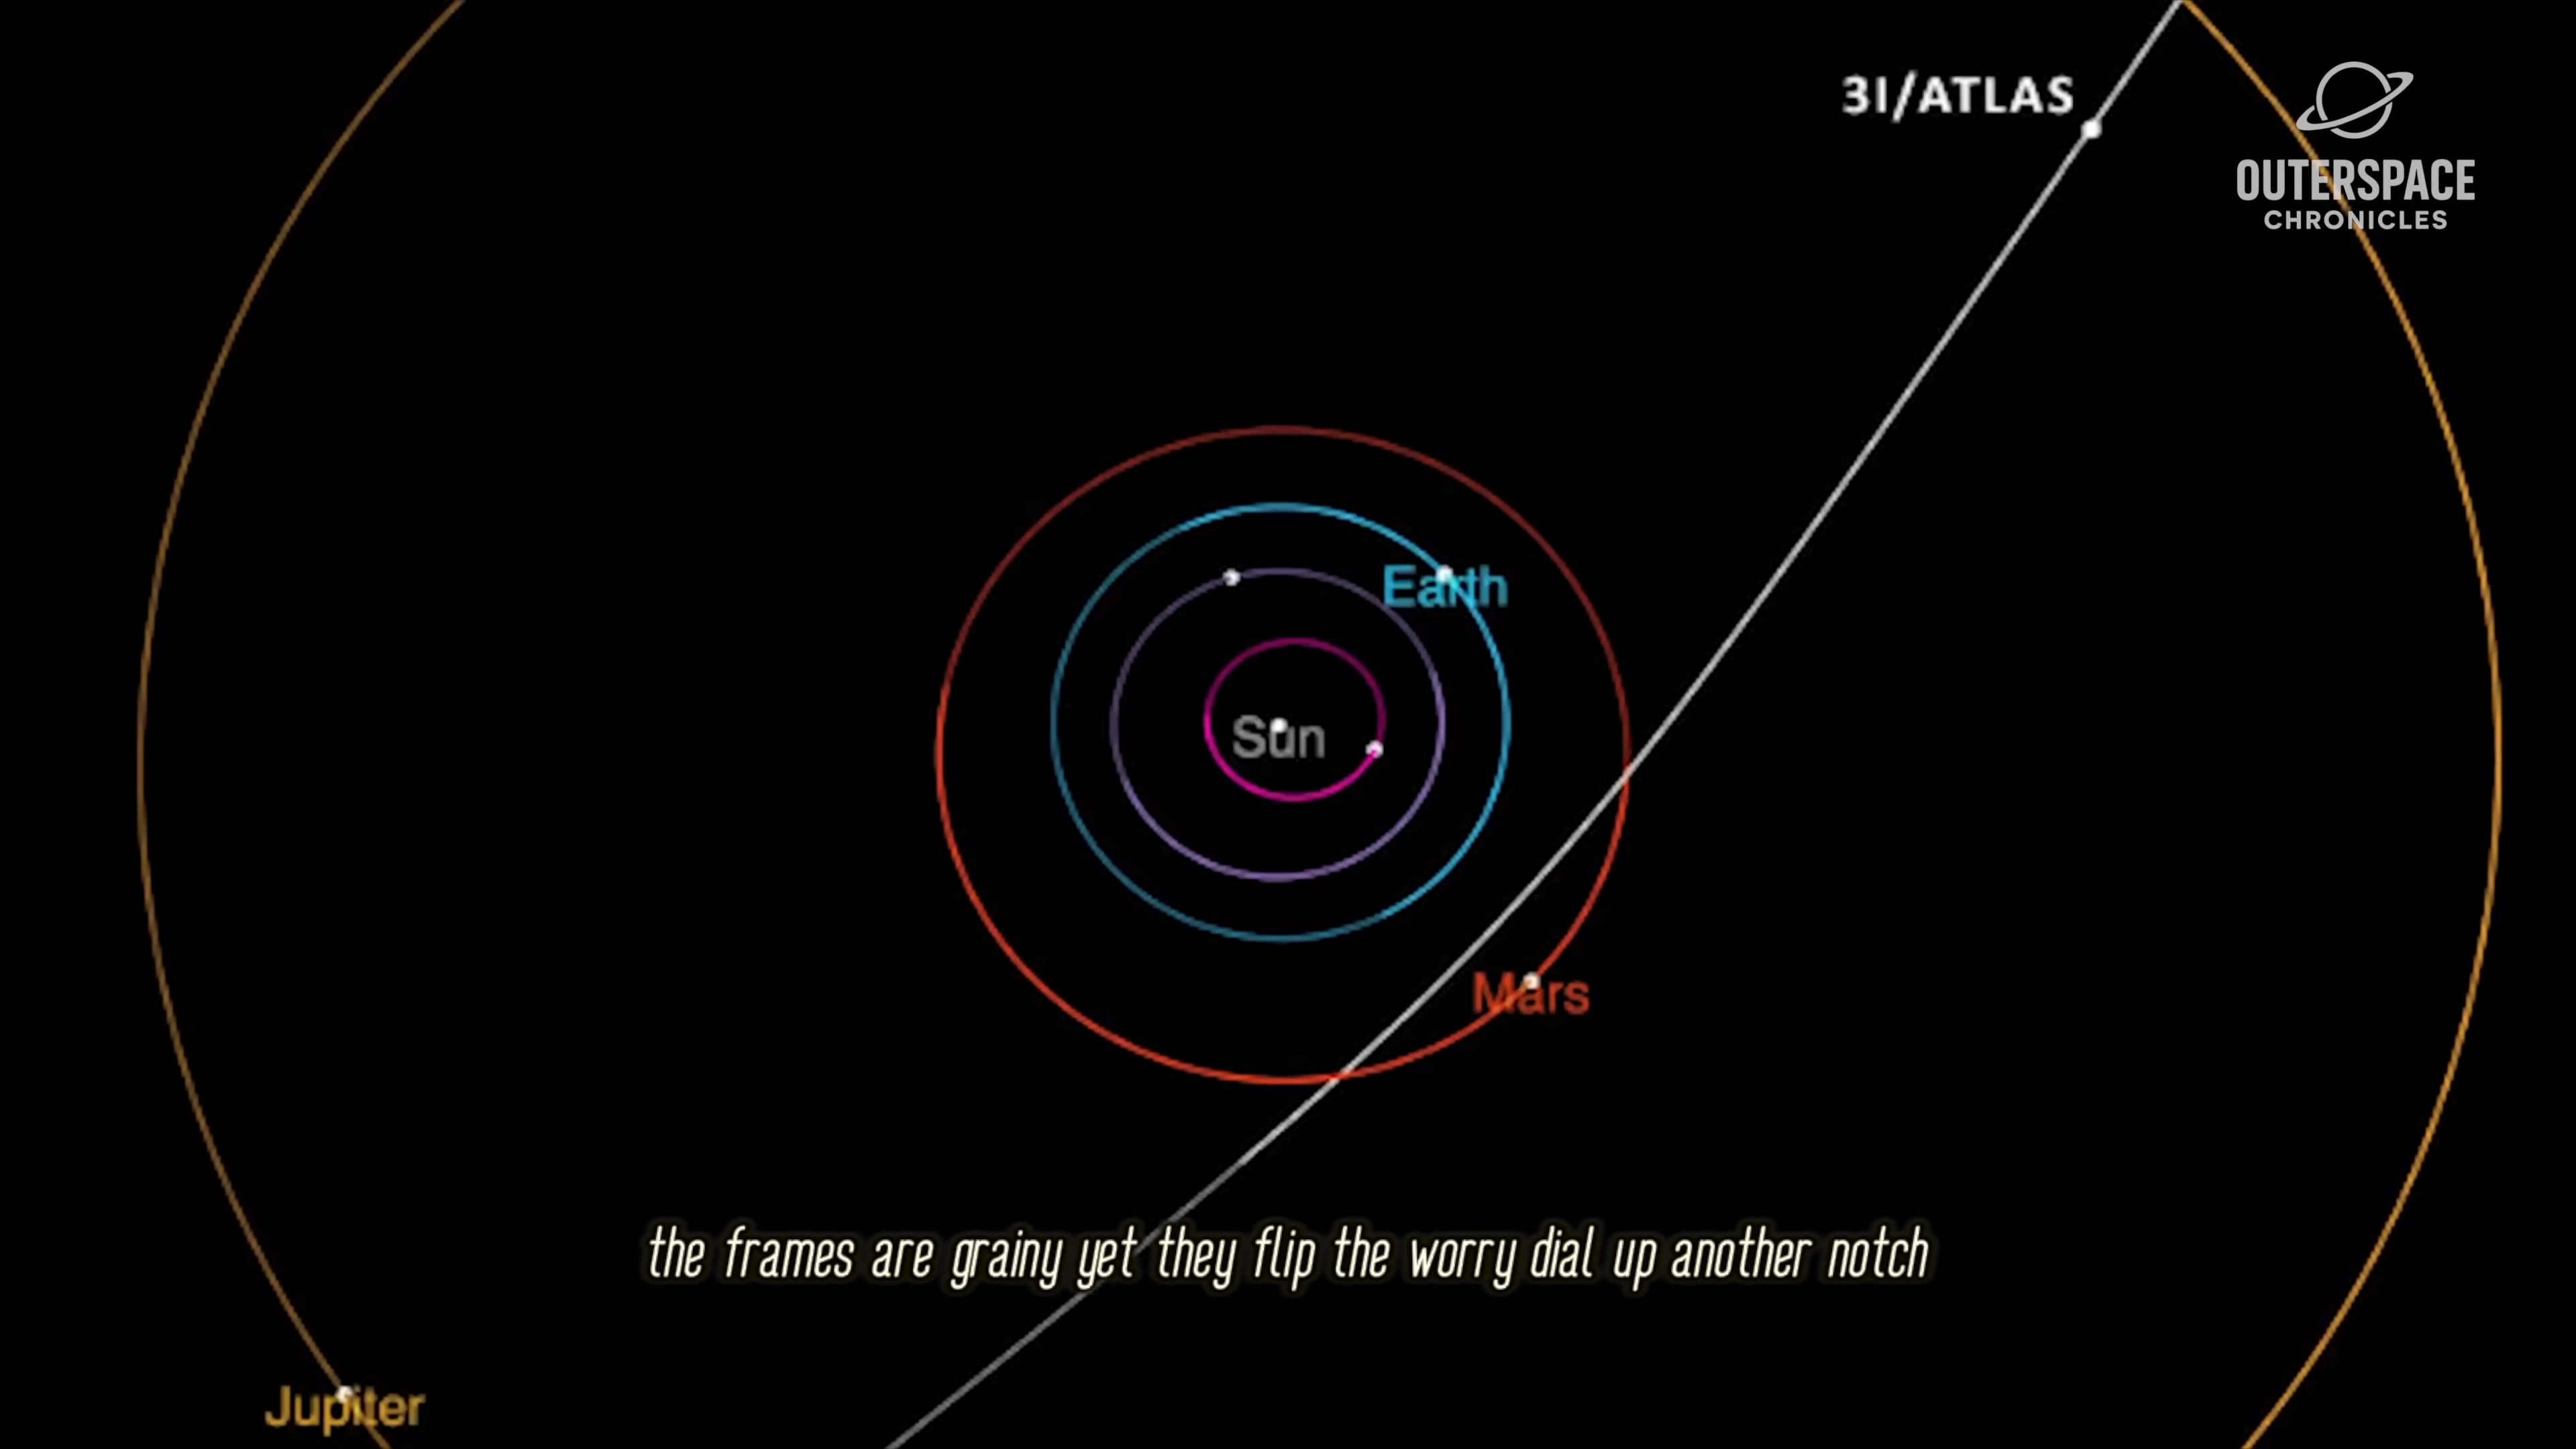 3I/ATLAS
OUTERSPACE
CHRONICLES
Earth
Sun
Mars
the frames are grainy yet they flip the worry dial up another notch
Jupiter